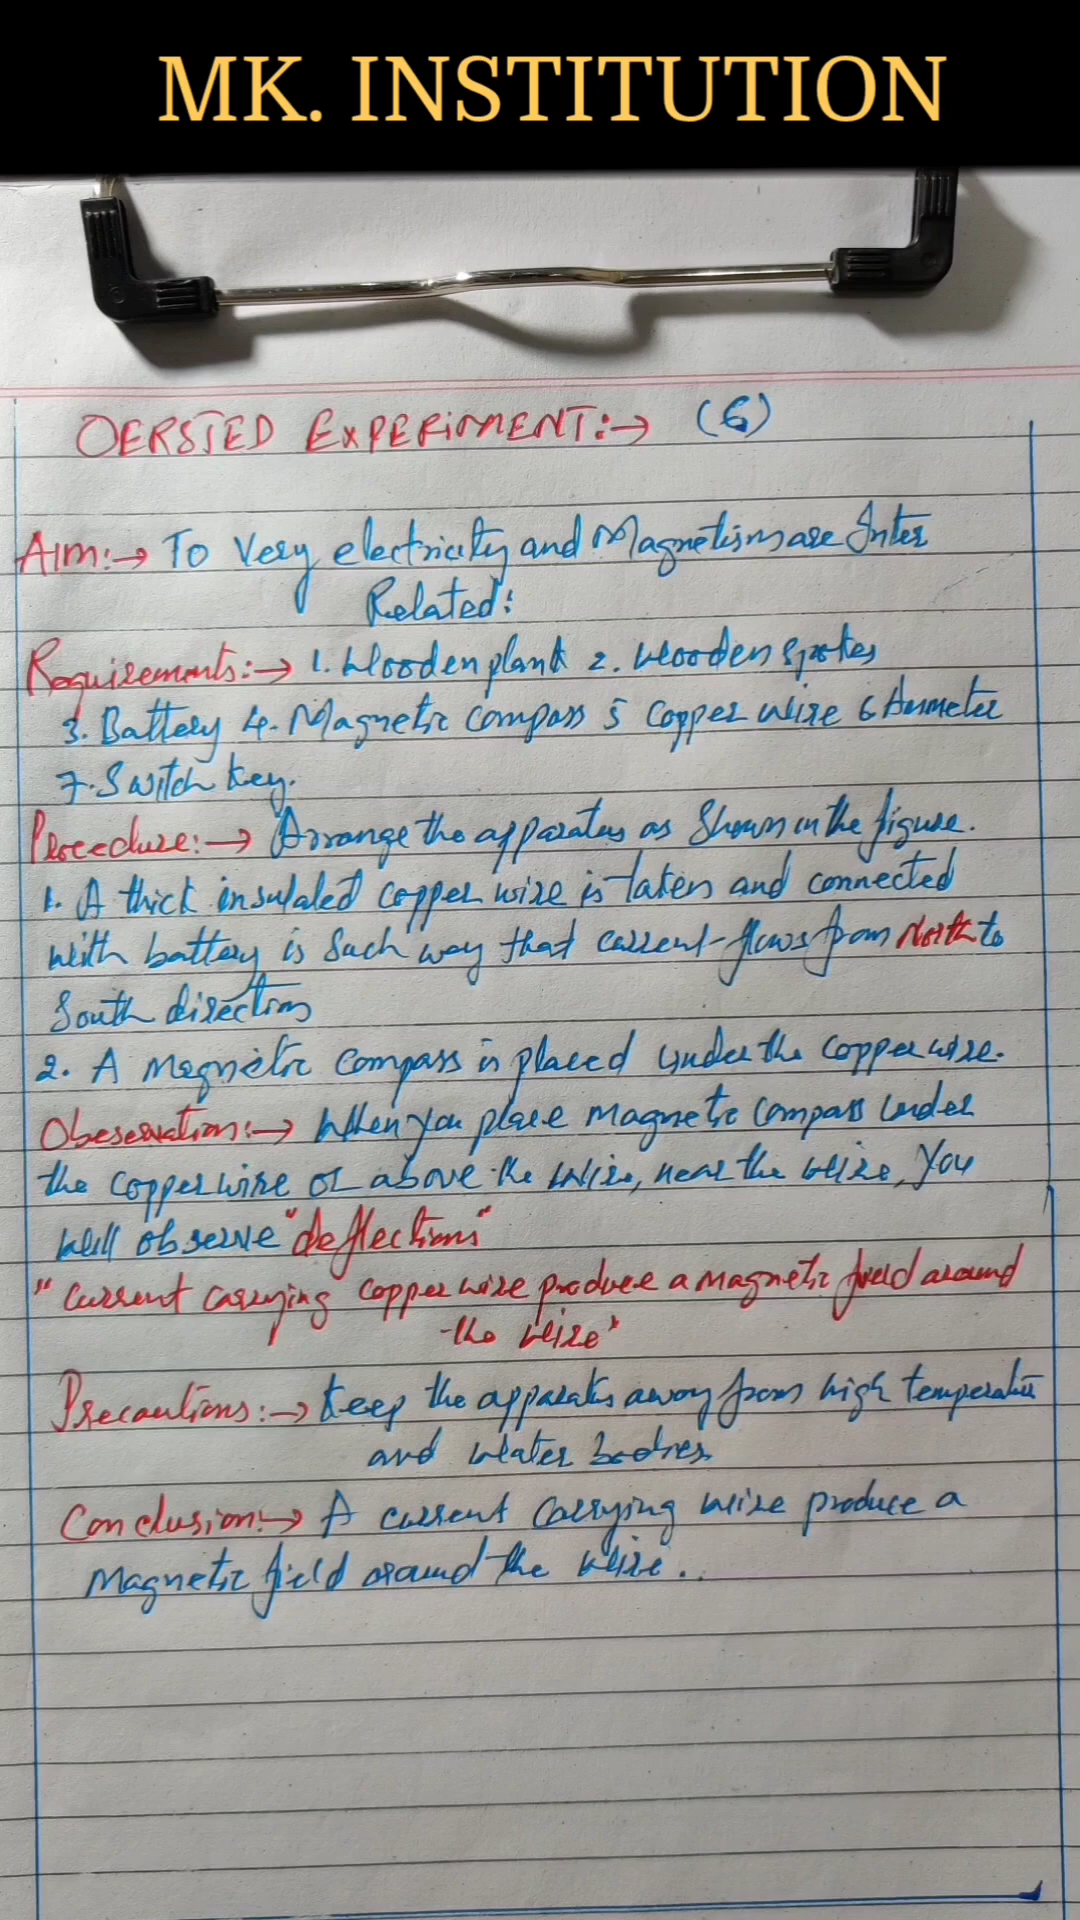 MK. INSTITUTION
OERSTED EXPERIMENT:→ (6)
Aim:→ To Very electricity and Magnetism are Inter
Related:
Requirements:→ 1. Wooden plank 2. Wooden spokes
3. Battery 4. Magnetic compass 5 Copper wire 6 Ammeter
7. Switch key.
Procedure:→ Arrange the apparatus as Shown in the figure.
1. A thick insulated copper wire is taken and connected
with battery is Such way that current flows from North to
South direction
2. A Magnetic Compass is placed under the copper wire.
Obeservation:→ When you place magnetic compass under
the copper wire or above the wire, near the wire, You
will observe "deflections"
"Current carrying copper wire produce a magnetic field around
the wire"
Precautions:→ Keep the apparatus away from high temperature
and water bodies
Conclusion:→ A current Carrying wire produce a
Magnetic field around the wire..